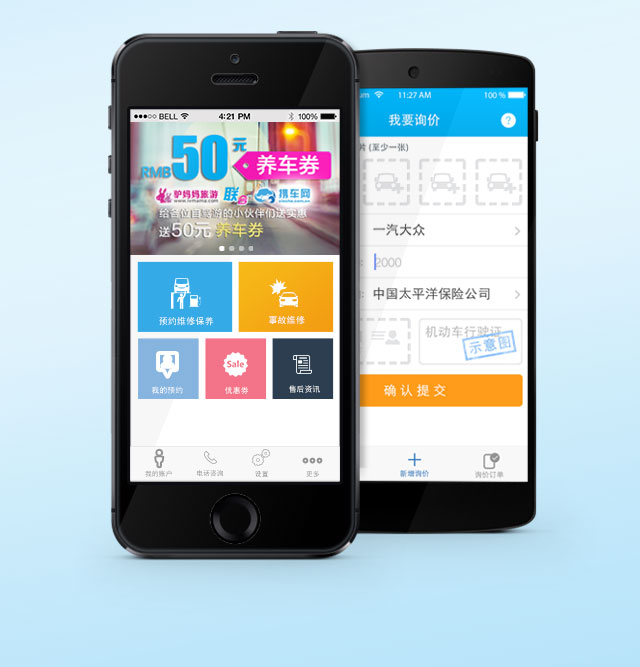 BELL 4:21 PM 100%
RMB 50 元 养车券
驴妈妈旅游 联 携车网
www.lvmama.com
给各位自驾游的小伙伴们送实惠
送50元 养车券
预约维修保养
事故维修
我的预约
Sale
优惠券
售后资讯
我的账户
电话咨询
设置
更多
11:27 AM 100 %
我要询价
?
片 (至少一张)
一汽大众
2000
中国太平洋保险公司
机动车行驶证
示意图
确认提交
新增询价
询价订单